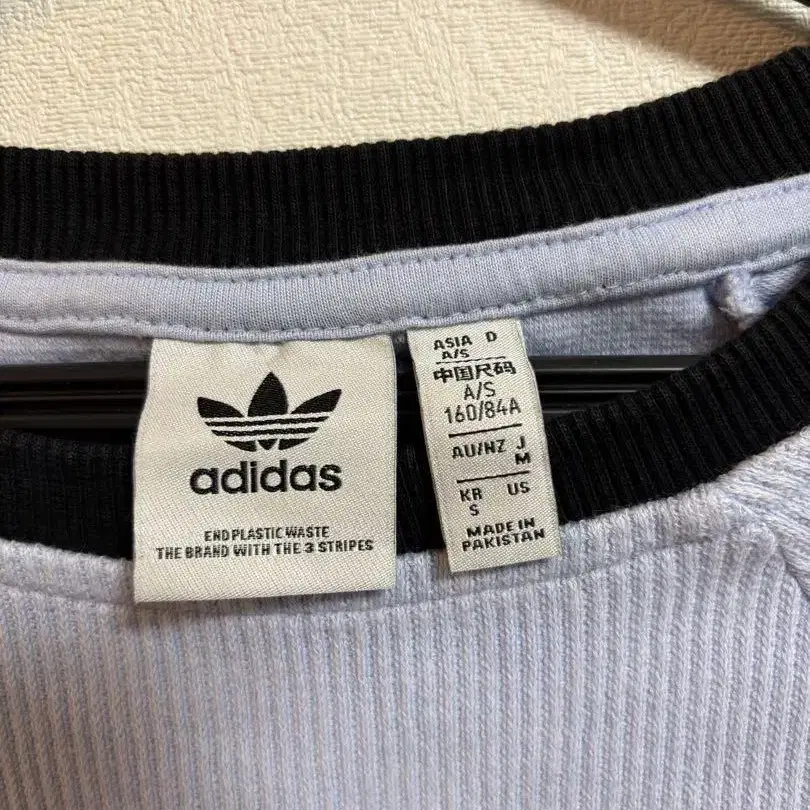 adidas
END PLASTIC WASTE
THE BRAND WITH THE 3 STRIPES
ASIA D
A/S
中国尺码
A/S
160/84A
AU/NZ J
M
KR US
S
MADE IN
PAKISTAN